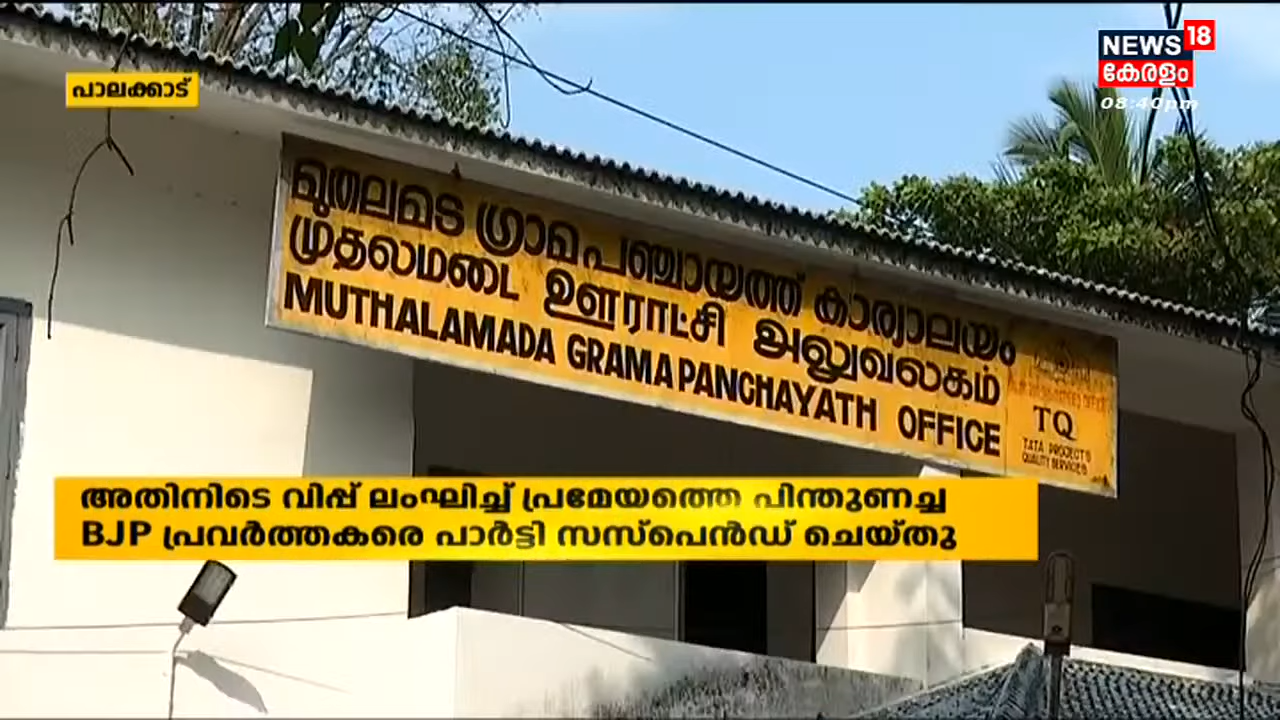 NEWS 18
കേരളം
08:40pm
പാലക്കാട്
മുതലമട ഗ്രാമപഞ്ചായത്ത് കാര്യാലയം
முதலமடை ஊராட்சி அலுவலகம்
MUTHALAMADA GRAMA PANCHAYATH OFFICE
TQ
TATA PROJECTS
QUALITY SERVICES
അതിനിടെ വിപ്പ് ലംഘിച്ച് പ്രമേയത്തെ പിന്തുണച്ച
BJP പ്രവർത്തകരെ പാർട്ടി സസ്പെൻഡ് ചെയ്തു